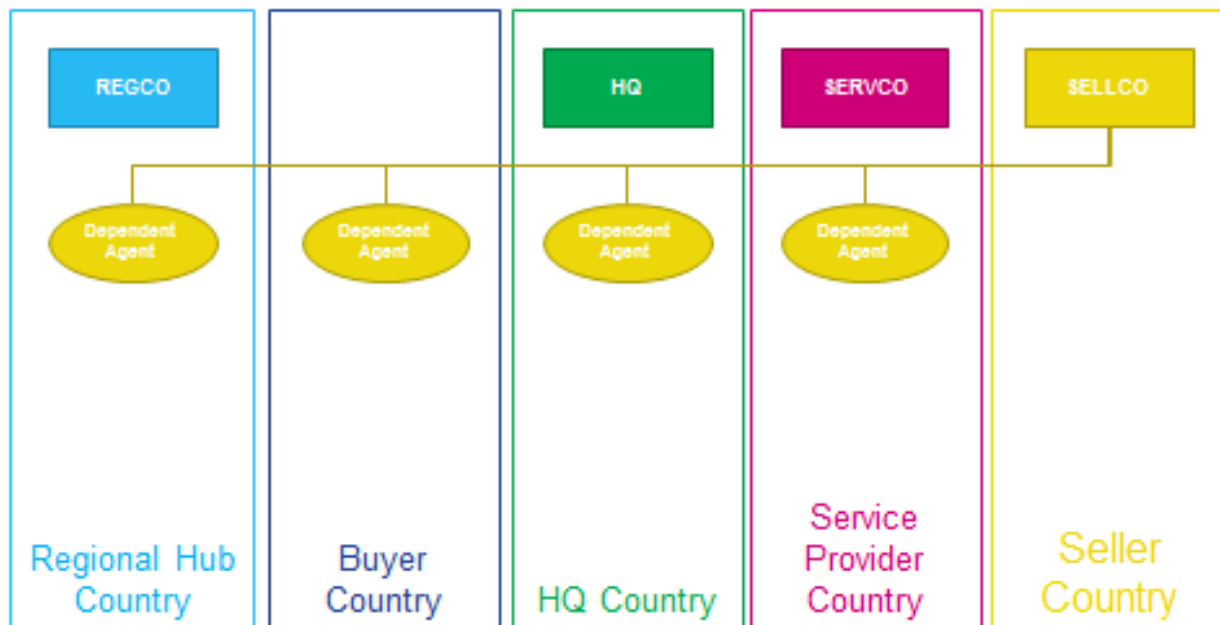 REGCO
HQ
SERVCO
SELLCO
Dependent
Agent
Dependent
Agent
Dependent
Agent
Dependent
Agent
Regional Hub
Country
Buyer
Country
HQ Country
Service
Provider
Country
Seller
Country